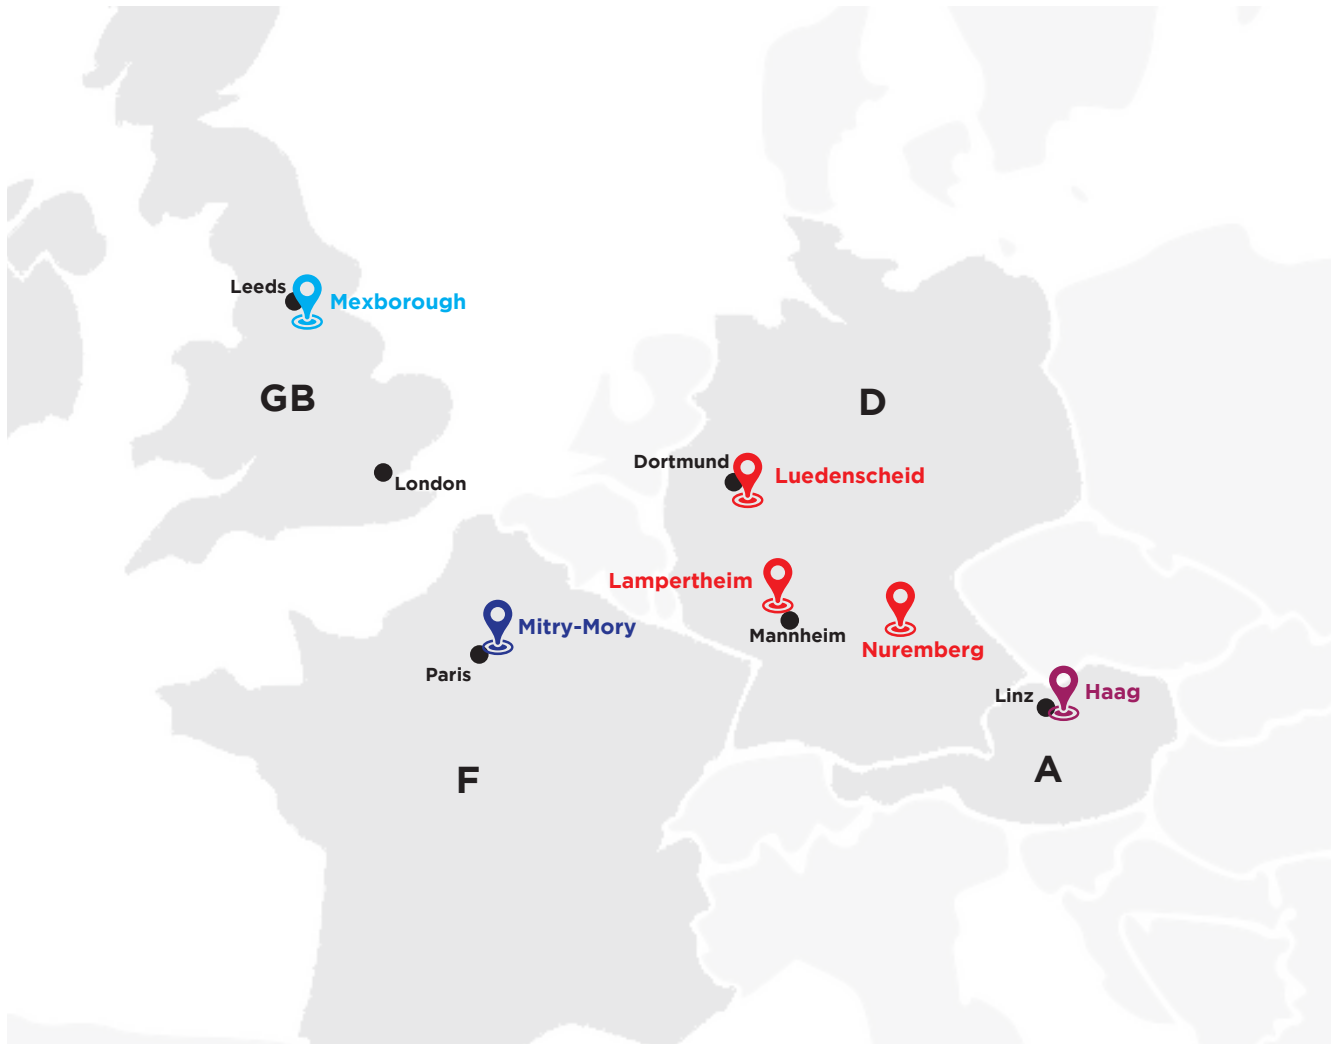 Leeds
Mexborough
GB
D
Dortmund
Luedenscheid
London
Lampertheim
Mitry-Mory
Mannheim
Nuremberg
Paris
Linz
Haag
F
A